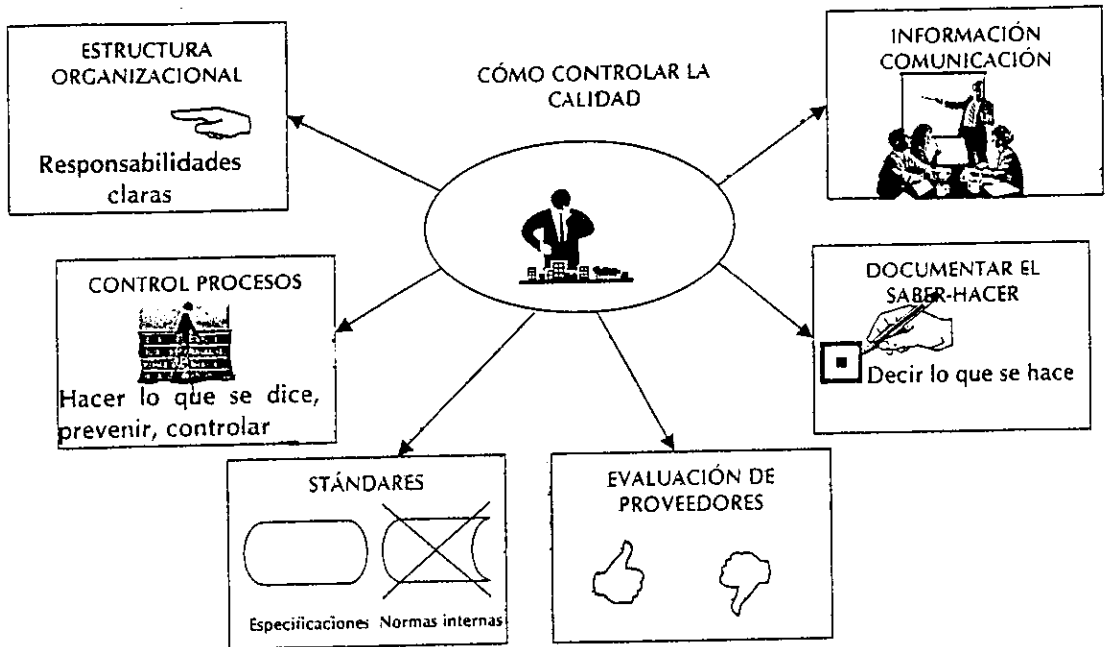 CÓMO CONTROLAR LA
CALIDAD
ESTRUCTURA
ORGANIZACIONAL
Responsabilidades
claras
INFORMACIÓN
COMUNICACIÓN
CONTROL PROCESOS
Hacer lo que se dice,
prevenir, controlar
DOCUMENTAR EL
SABER-HACER
Decir lo que se hace
STÁNDARES
Especificaciones Normas internas
EVALUACIÓN DE
PROVEEDORES